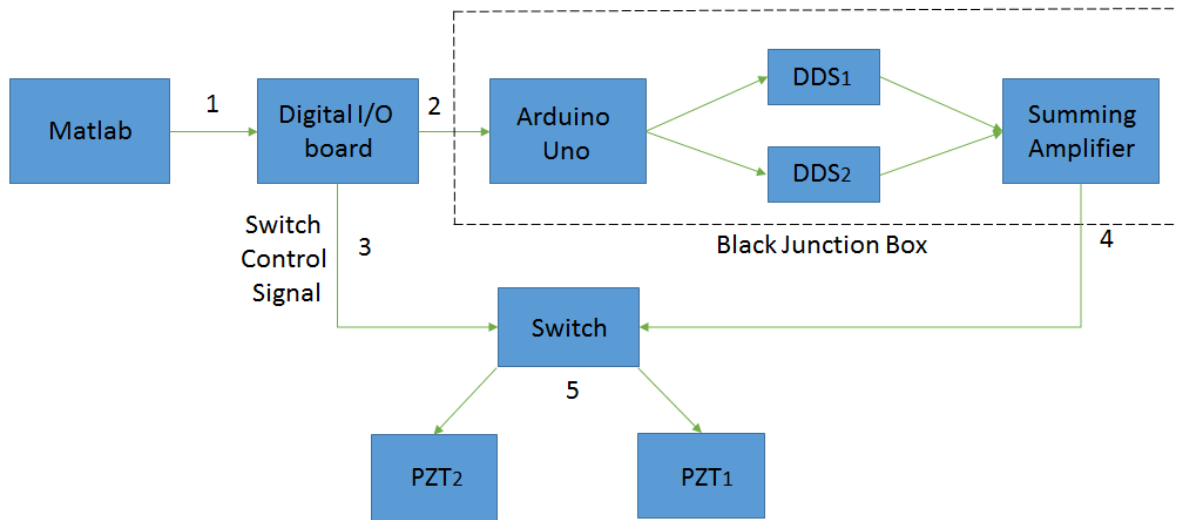 Matlab
1
Digital I/O
board
2
Arduino
Uno
DDS1
DDS2
Summing
Amplifier
Black Junction Box
Switch
Control
Signal
3
4
Switch
5
PZT2
PZT1